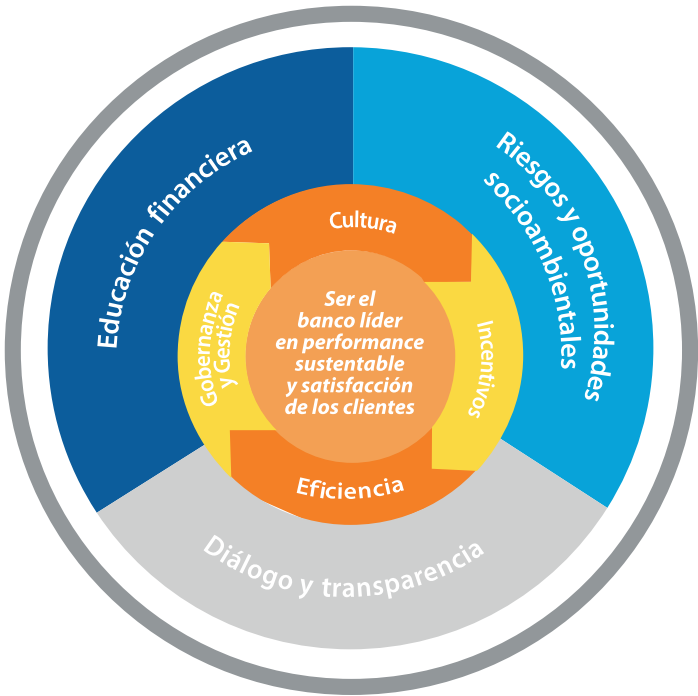 Educación financiera
Riesgos y oportunidades
socioambientales
Cultura
Gobernanza
y Gestión
Ser el
banco líder
en performance
sustentable
y satisfacción
de los clientes
Incentivos
Eficiencia
Diálogo y transparencia